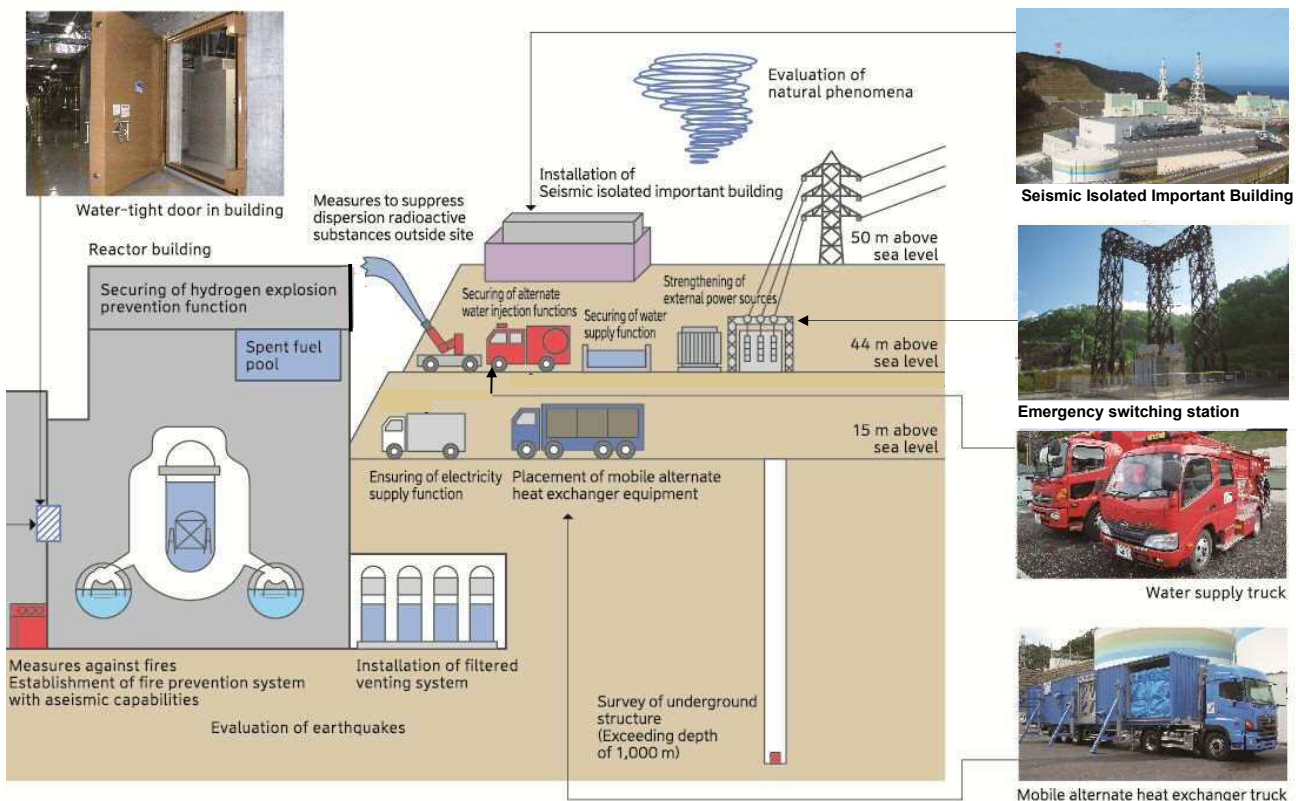 Water-tight door in building
Evaluation of
natural phenomena
Installation of
Seismic isolated important building
Seismic Isolated Important Building
Measures to suppress
dispersion radioactive
substances outside site
50 m above
sea level
Reactor building
Securing of hydrogen explosion
prevention function
Spent fuel
pool
Securing of alternate
water injection functions
Securing of water
supply function
Strengthening of
external power sources
44 m above
sea level
Emergency switching station
15 m above
sea level
Ensuring of electricity
supply function
Placement of mobile alternate
heat exchanger equipment
Water supply truck
Measures against fires
Establishment of fire prevention system
with aseismic capabilities
Installation of filtered
venting system
Evaluation of earthquakes
Survey of underground
structure
(Exceeding depth
of 1,000 m)
Mobile alternate heat exchanger truck